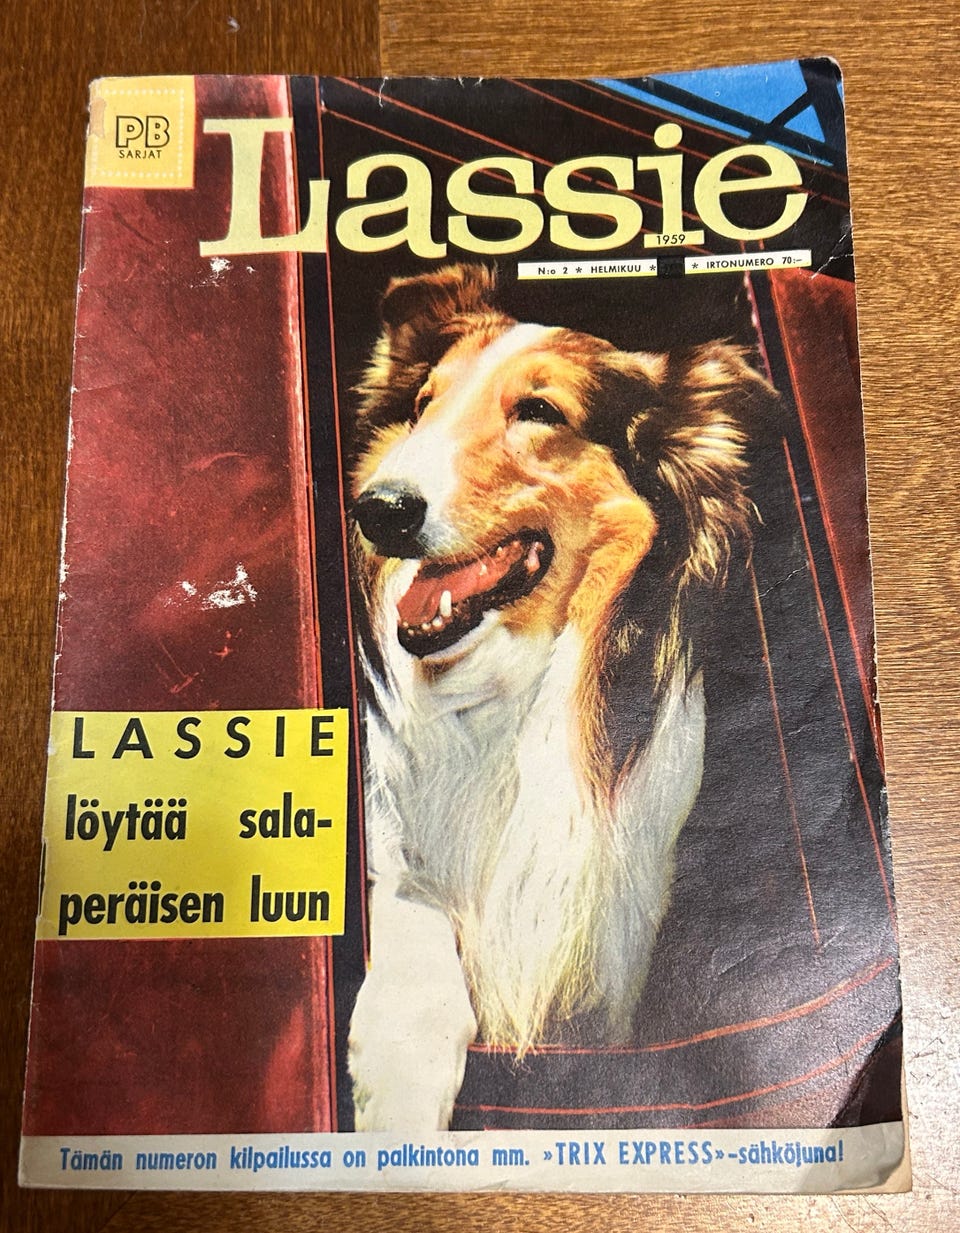 PB
SARJAT
Lassie
1959
N:o 2 * HELMIKUU * * IRTONUMERO 70:–
LASSIE
löytää sala-
peräisen luun
Tämän numeron kilpailussa on palkintona mm. »TRIX EXPRESS»-sähköjuna!